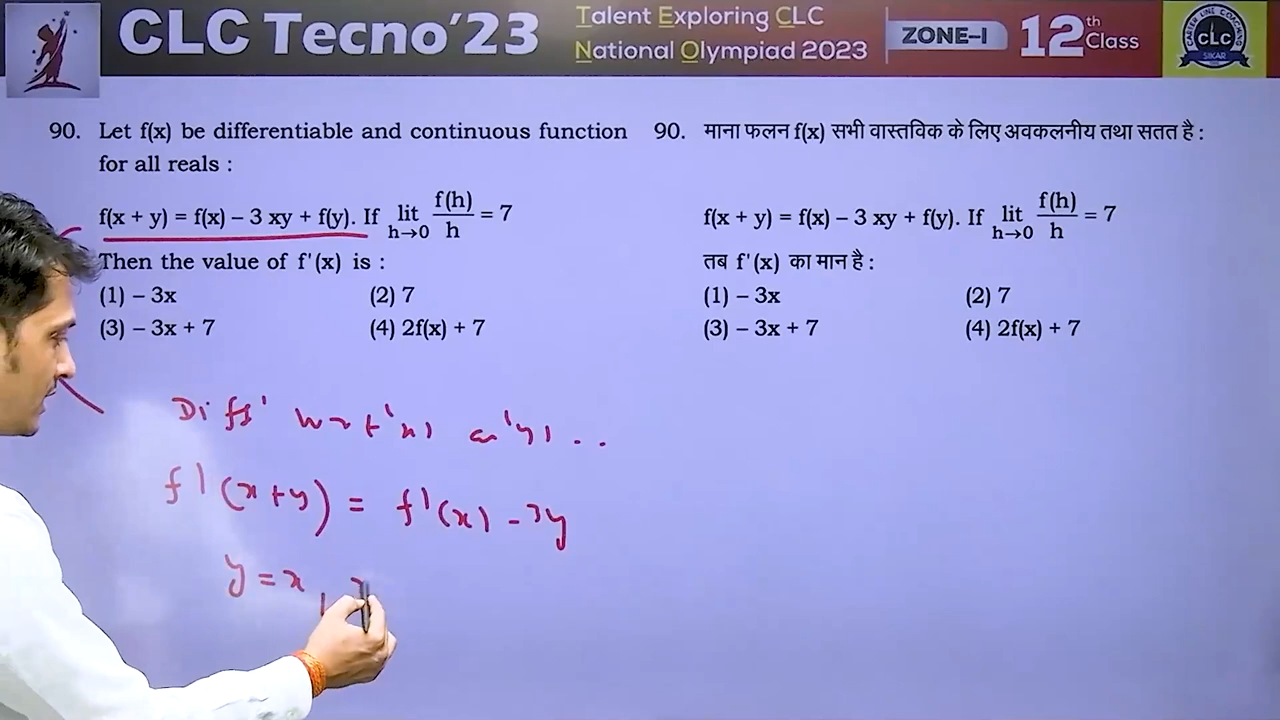 CLC Tecno'23
Talent Exploring CLC
National Olympiad 2023
ZONE-I
12th Class
CLC
SIKAR
90. Let f(x) be differentiable and continuous function
for all reals :
f(x + y) = f(x) – 3 xy + f(y). If lit h→0 f(h)/h = 7
Then the value of f'(x) is :
(1) – 3x (2) 7
(3) – 3x + 7 (4) 2f(x) + 7
90. माना फलन f(x) सभी वास्तविक के लिए अवकलनीय तथा सतत है :
f(x + y) = f(x) – 3 xy + f(y). If lit h→0 f(h)/h = 7
तब f'(x) का मान है :
(1) – 3x (2) 7
(3) – 3x + 7 (4) 2f(x) + 7
Diff' w r t 'x'
f'(x+y) = f'(x) - 3y
y = x,